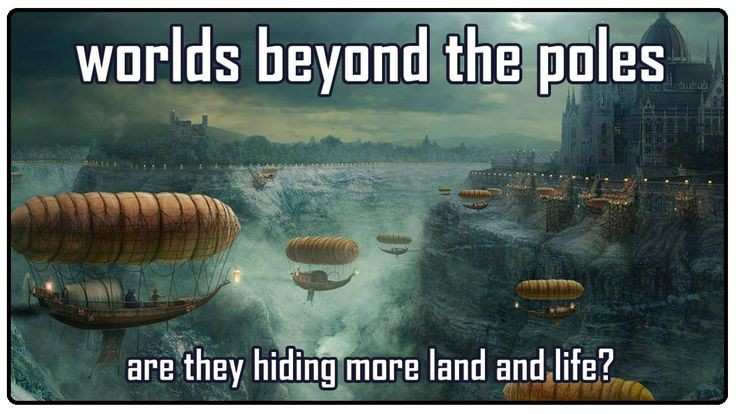 worlds beyond the poles
are they hiding more land and life?